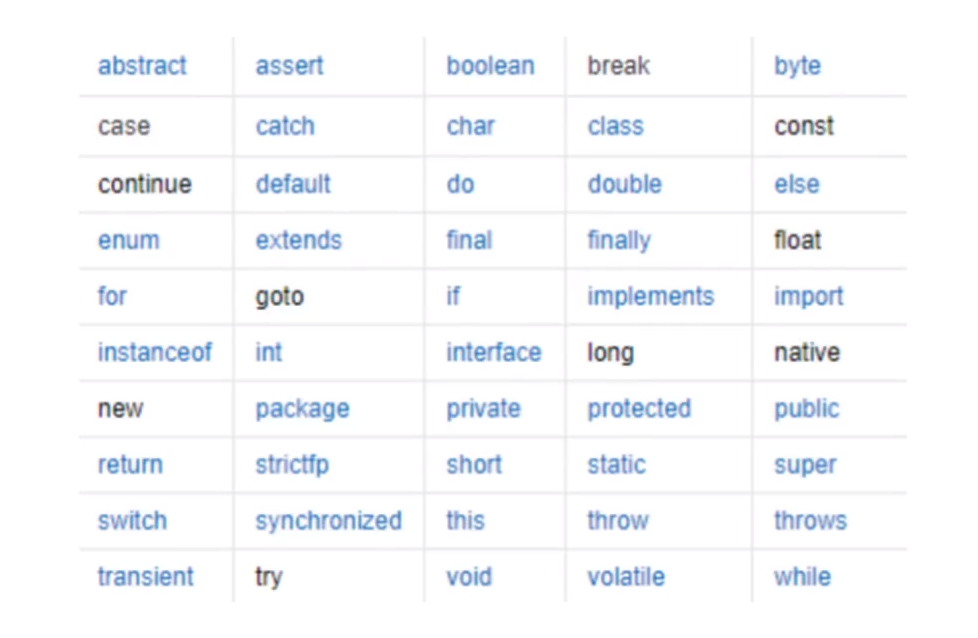 abstract assert boolean break byte
case catch char class const
continue default do double else
enum extends final finally float
for goto if implements import
instanceof int interface long native
new package private protected public
return strictfp short static super
switch synchronized this throw throws
transient try void volatile while